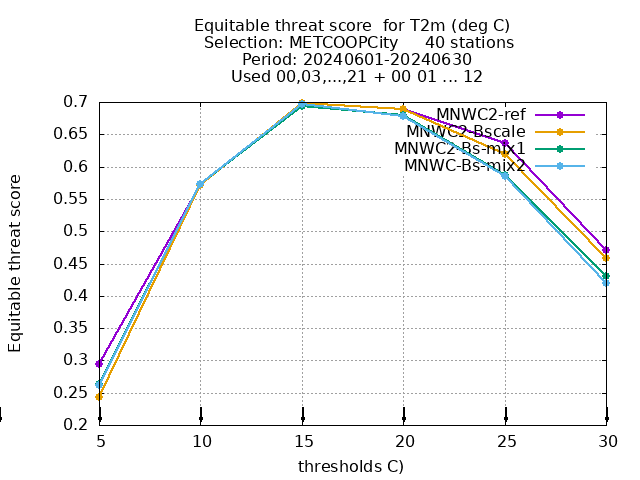 Equitable threat score  for T2m (deg C)
Selection: METCOOPCity     40 stations
Period: 20240601-20240630
Used 00,03,...,21 + 00 01 ... 12
Equitable threat score
0.7
0.65
0.6
0.55
0.5
0.45
0.4
0.35
0.3
0.25
0.2
MNWC2-ref
MNWC2-Bscale
MNWC2-Bs-mix1
MNWC-Bs-mix2
5
10
15
20
25
30
thresholds C)